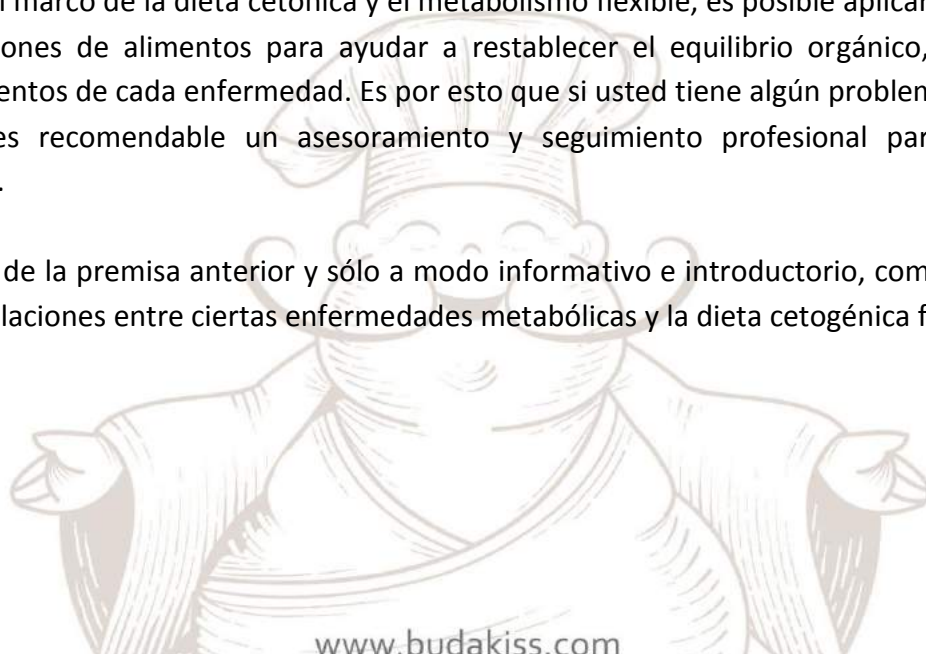 marco de la dieta cetónica y el metabolismo flexible, es posible aplicar
iones de alimentos para ayudar a restablecer el equilibrio orgánico,
entos de cada enfermedad. Es por esto que si usted tiene algún problem
es recomendable un asesoramiento y seguimiento profesional par
.
de la premisa anterior y sólo a modo informativo e introductorio, com
laciones entre ciertas enfermedades metabólicas y la dieta cetogénica f
www.budakiss.com